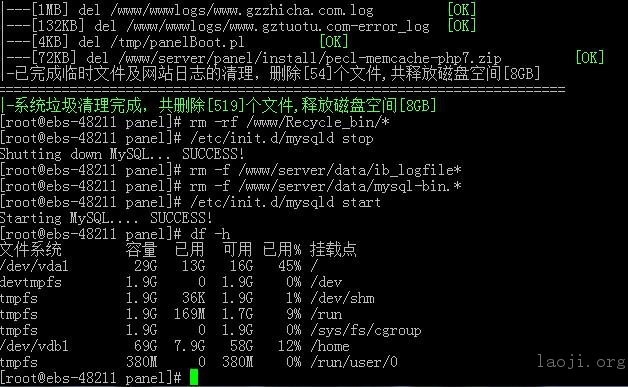 |---[1MB] del /www/wwwlogs/www.gzzhicha.com.log [OK]
|---[132KB] del /www/wwwlogs/www.gztuotu.com-error_log [OK]
|---[4KB] del /tmp/panelBoot.pl [OK]
|---[72KB] del /www/server/panel/install/pecl-memcache-php7.zip [OK]
|-已完成临时文件及网站日志的清理，删除[54]个文件,共释放磁盘空间[8GB]
=======================================================================
|-系统垃圾清理完成，共删除[519]个文件,释放磁盘空间[8GB]
[root@ebs-48211 panel]# rm -rf /www/Recycle_bin/*
[root@ebs-48211 panel]# /etc/init.d/mysqld stop
Shutting down MySQL... SUCCESS!
[root@ebs-48211 panel]# rm -f /www/server/data/ib_logfile*
[root@ebs-48211 panel]# rm -f /www/server/data/mysql-bin.*
[root@ebs-48211 panel]# /etc/init.d/mysqld start
Starting MySQL.... SUCCESS!
[root@ebs-48211 panel]# df -h
文件系统 容量 已用 可用 已用% 挂载点
/dev/vda1 29G 13G 16G 45% /
devtmpfs 1.9G 0 1.9G 0% /dev
tmpfs 1.9G 36K 1.9G 1% /dev/shm
tmpfs 1.9G 169M 1.7G 9% /run
tmpfs 1.9G 0 1.9G 0% /sys/fs/cgroup
/dev/vdb1 69G 7.9G 58G 12% /home
tmpfs 380M 0 380M 0% /run/user/0
[root@ebs-48211 panel]#
laoji.org